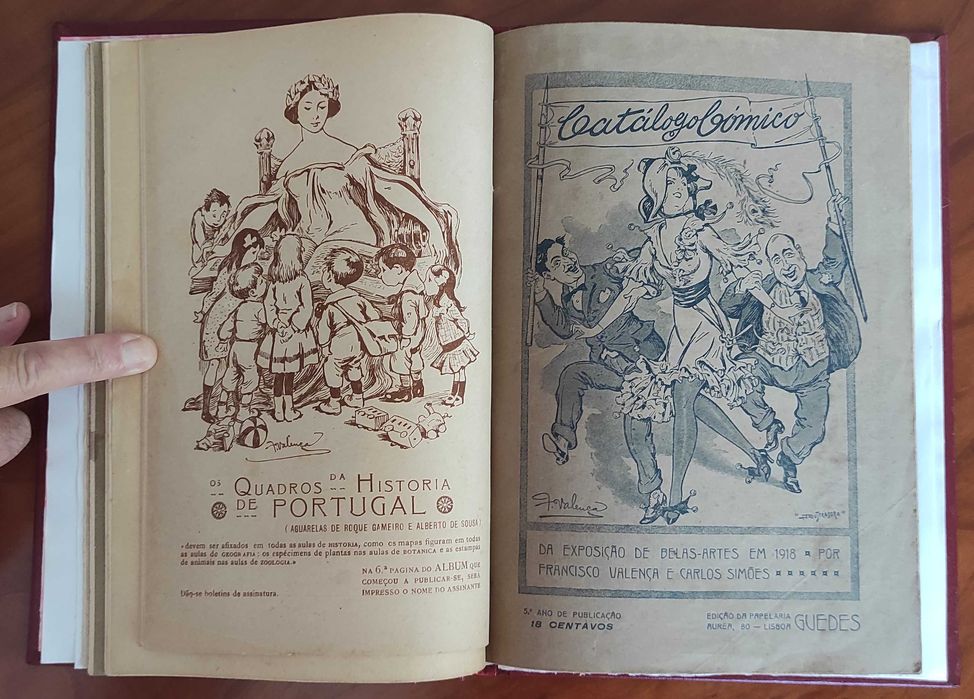 F. Valença
OS QUADROS DA HISTORIA
DE PORTUGAL
(AGUARELAS DE ROQUE GAMEIRO E ALBERTO DE SOUSA)
«devem ser afixados em todas as aulas de HISTORIA, como os mapas figuram em todas
as aulas de GEOGRAFIA: os espécimens de plantas nas aulas de BOTANICA e as estampas
de animais nas aulas de ZOOLOGIA.»
NA 6.ª PAGINA DO ALBUM QUE
COMEÇOU A PUBLICAR-SE, SERÁ
IMPRESSO O NOME DO ASSINANTE
Dão-se boletins de assinatura.
Catálogo Cómico
F. Valença
DA EXPOSIÇÃO DE BELAS-ARTES EM 1918 POR
FRANCISCO VALENÇA E CARLOS SIMÕES
5.º ANO DE PUBLICAÇÃO
18 CENTAVOS
EDIÇÃO DA PAPELARIA
AUREA, 80 — LISBOA GUEDES